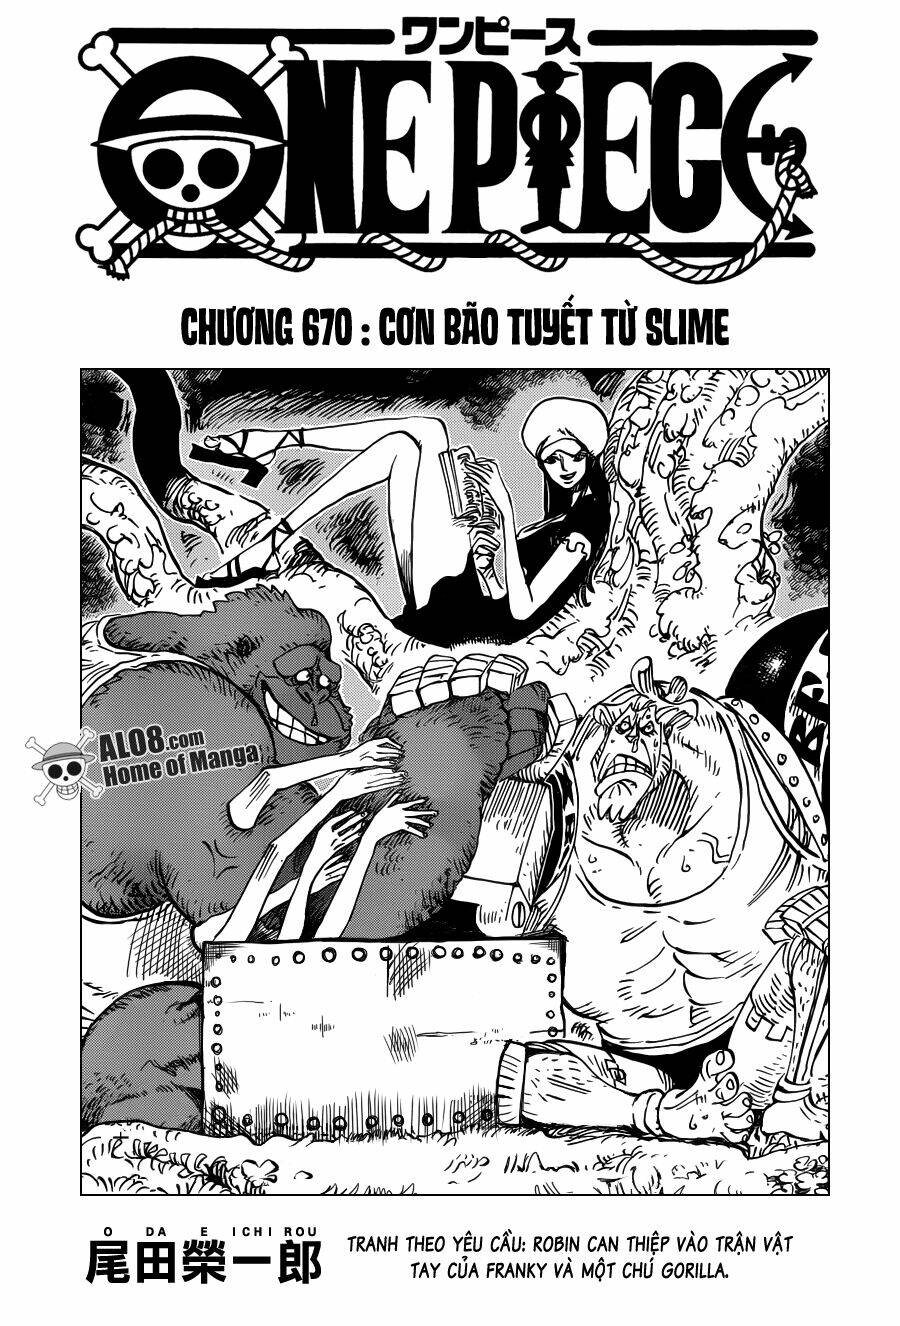 ワンピース
ONE PIECE
CHƯƠNG 670 : CƠN BÃO TUYẾT TỪ SLIME
ALO8.com
Home of Manga
O DA E ICHI ROU
尾田榮一郎
TRANH THEO YÊU CẦU: ROBIN CAN THIỆP VÀO TRẬN VẬT
TAY CỦA FRANKY VÀ MỘT CHÚ GORILLA.